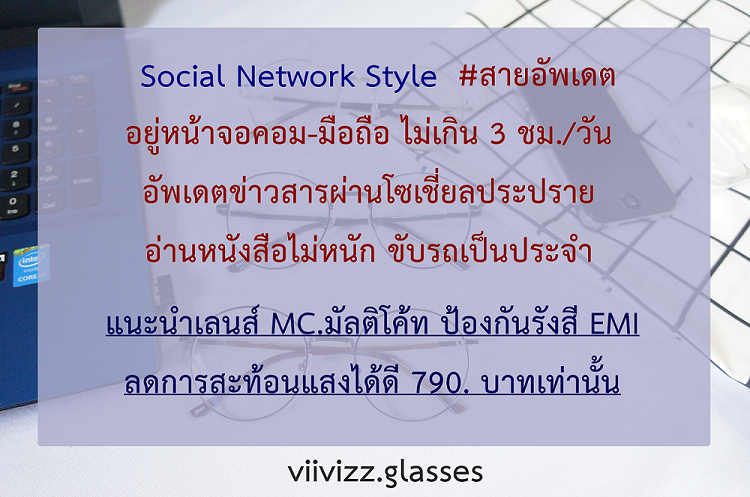 Social Network Style #สายอัพเดต
อยู่หน้าจอคอม-มือถือ ไม่เกิน 3 ชม./วัน
อัพเดตข่าวสารผ่านโซเชี่ยลประปราย
อ่านหนังสือไม่หนัก ขับรถเป็นประจำ
แนะนำเลนส์ MC.มัลติโค้ท ป้องกันรังสี EMI
ลดการสะท้อนแสงได้ดี 790. บาทเท่านั้น
intel
inside
CORE i3
viivizz.glasses